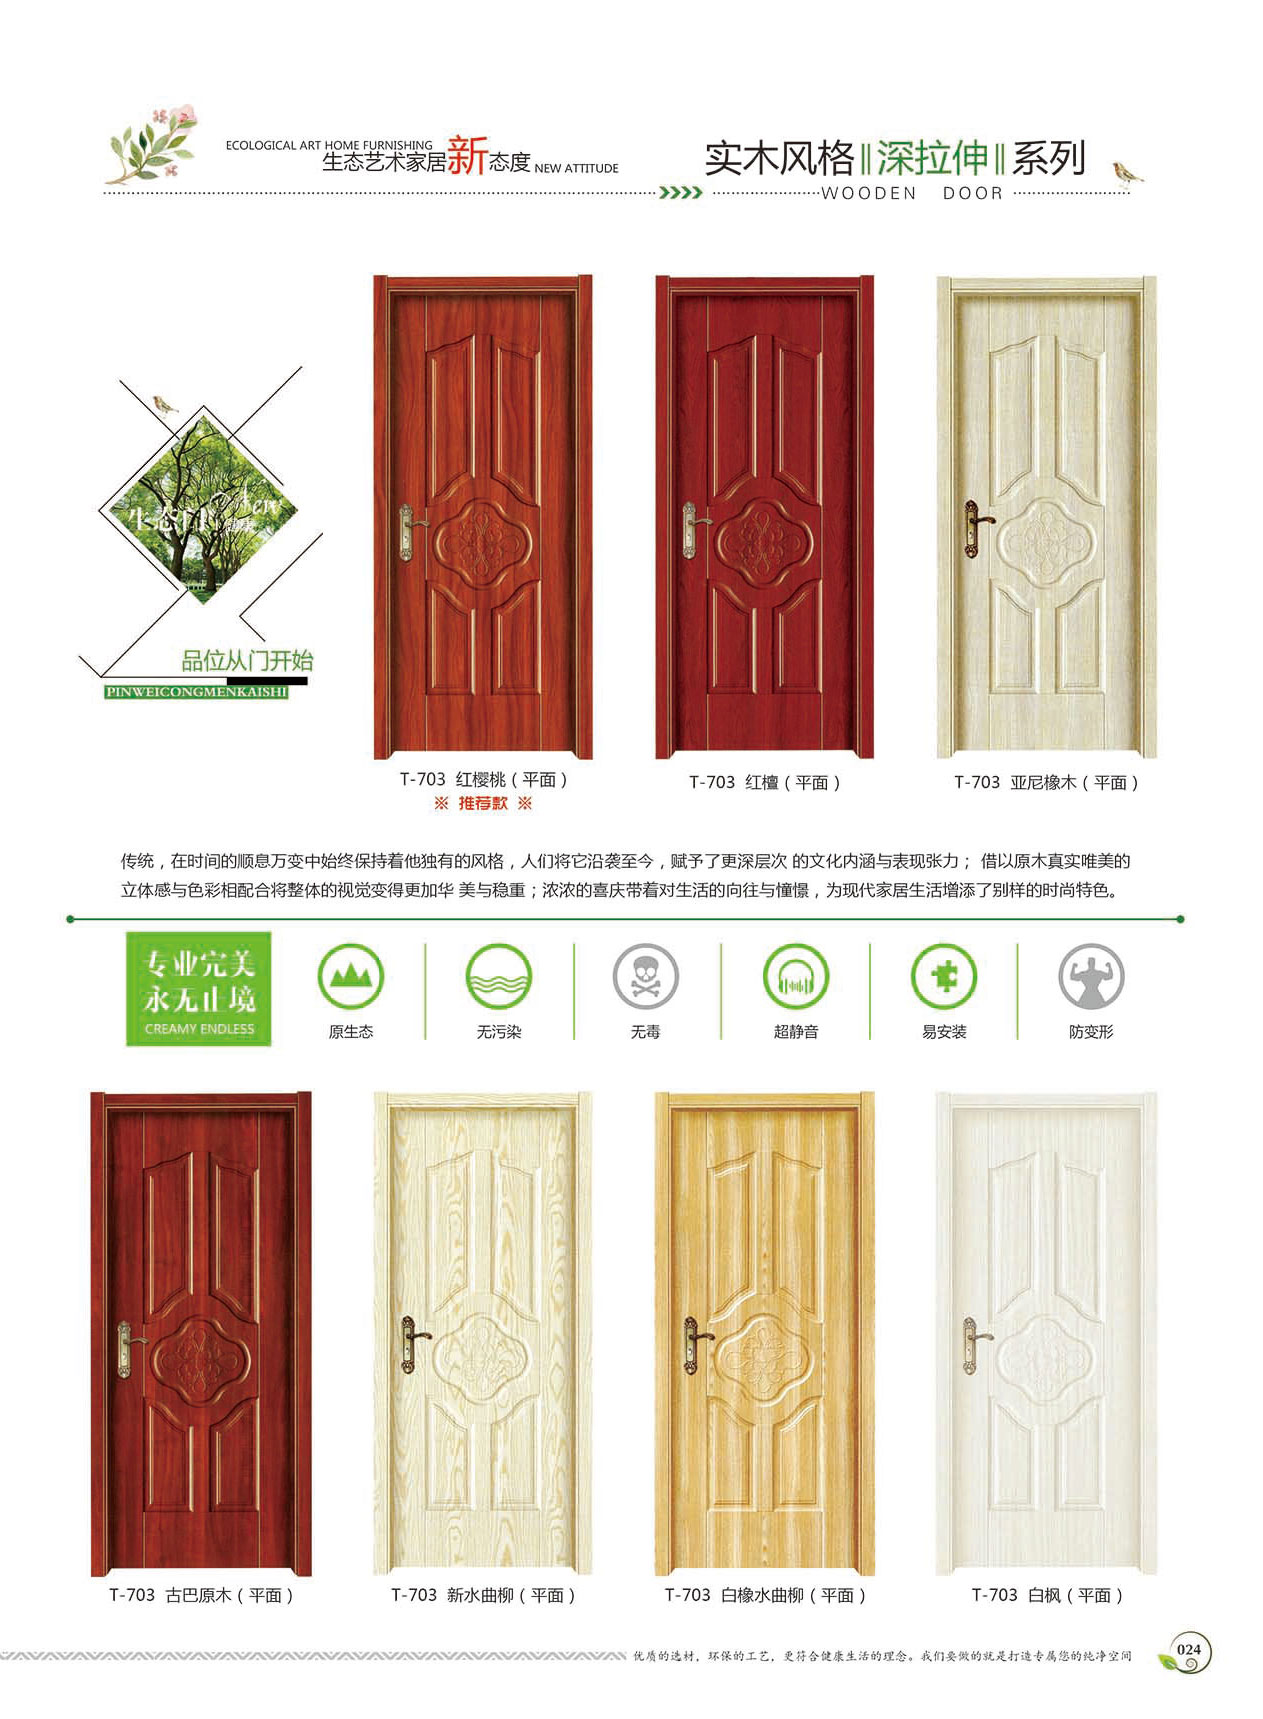 ECOLOGICAL ART HOME FURNISHING
生态艺术家居新态度 NEW ATTITUDE
实木风格 深拉伸 系列
WOODEN DOOR
生态门
品位从门开始
PINWEICONGMENKAISHI
T-703 红樱桃（平面）
※ 推荐款 ※
T-703 红檀（平面）
T-703 亚尼橡木（平面）
传统，在时间的顺息万变中始终保持着他独有的风格，人们将它沿袭至今，赋予了更深层次 的文化内涵与表现张力； 借以原木真实唯美的
立体感与色彩相配合将整体的视觉变得更加华 美与稳重；浓浓的喜庆带着对生活的向往与憧憬，为现代家居生活增添了别样的时尚特色。
专业完美
永无止境
CREAMY ENDLESS
原生态
无污染
无毒
超静音
易安装
防变形
T-703 古巴原木（平面）
T-703 新水曲柳（平面）
T-703 白橡水曲柳（平面）
T-703 白枫（平面）
优质的选材，环保的工艺，更符合健康生活的理念。我们要做的就是打造专属您的纯净空间
024